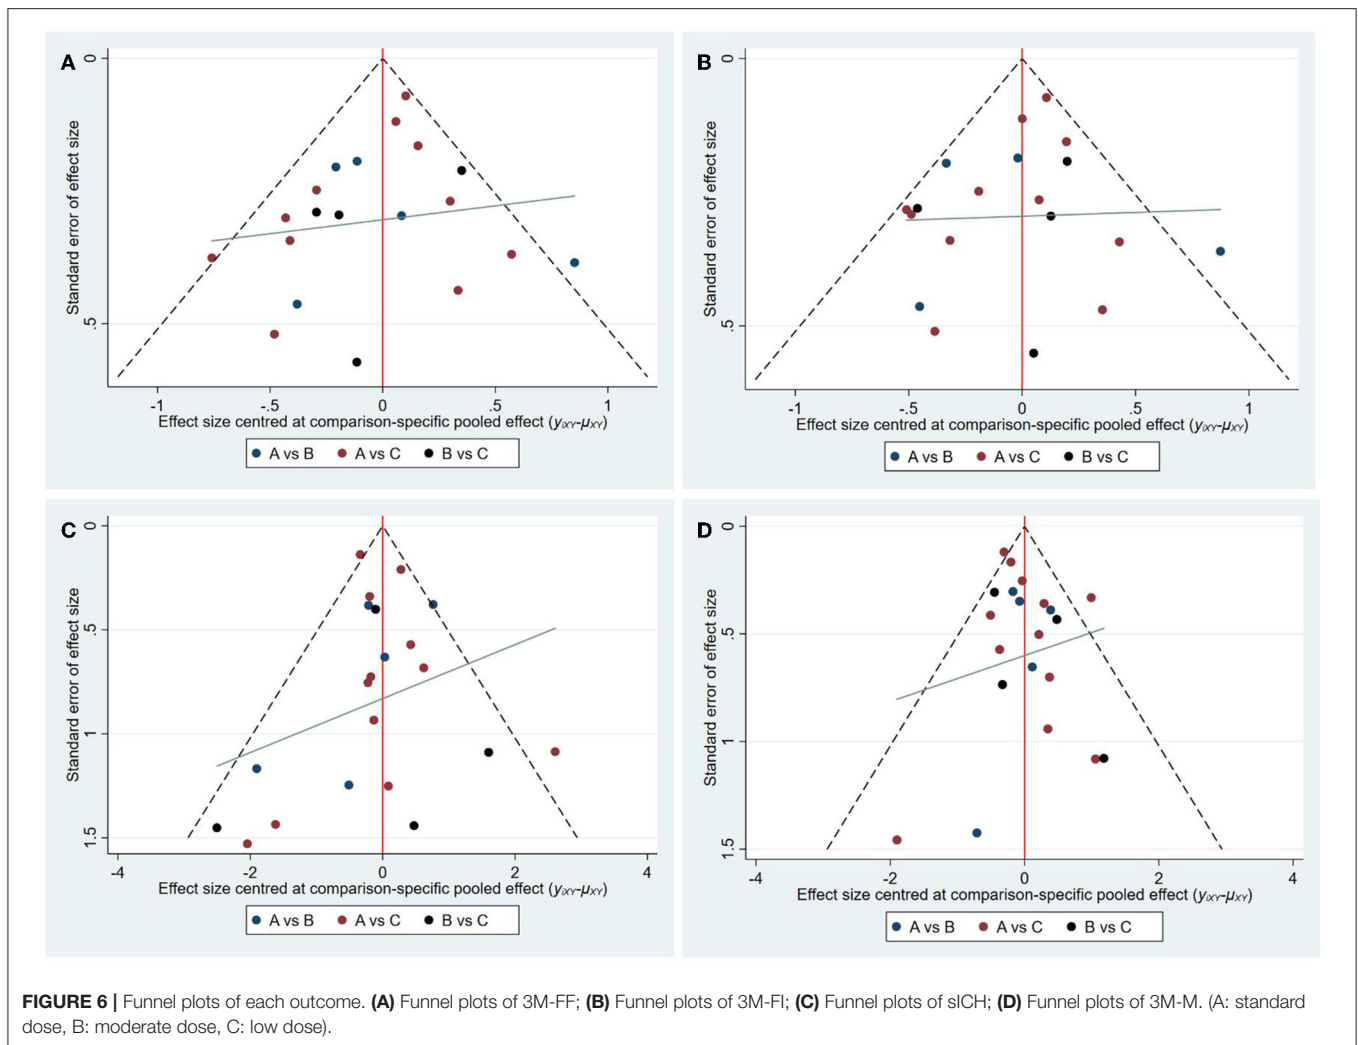 A
0
.5
Standard error of effect size
-1 -.5 0 .5 1
Effect size centred at comparison-specific pooled effect (yiXY-μXY)
A vs B A vs C B vs C
B
0
.5
Standard error of effect size
-1 -.5 0 .5 1
Effect size centred at comparison-specific pooled effect (yiXY-μXY)
A vs B A vs C B vs C
C
0
.5
1
1.5
Standard error of effect size
-4 -2 0 2 4
Effect size centred at comparison-specific pooled effect (yiXY-μXY)
A vs B A vs C B vs C
D
0
.5
1
1.5
Standard error of effect size
-4 -2 0 2 4
Effect size centred at comparison-specific pooled effect (yiXY-μXY)
A vs B A vs C B vs C
FIGURE 6 | Funnel plots of each outcome. (A) Funnel plots of 3M-FF; (B) Funnel plots of 3M-FI; (C) Funnel plots of sICH; (D) Funnel plots of 3M-M. (A: standard
dose, B: moderate dose, C: low dose).